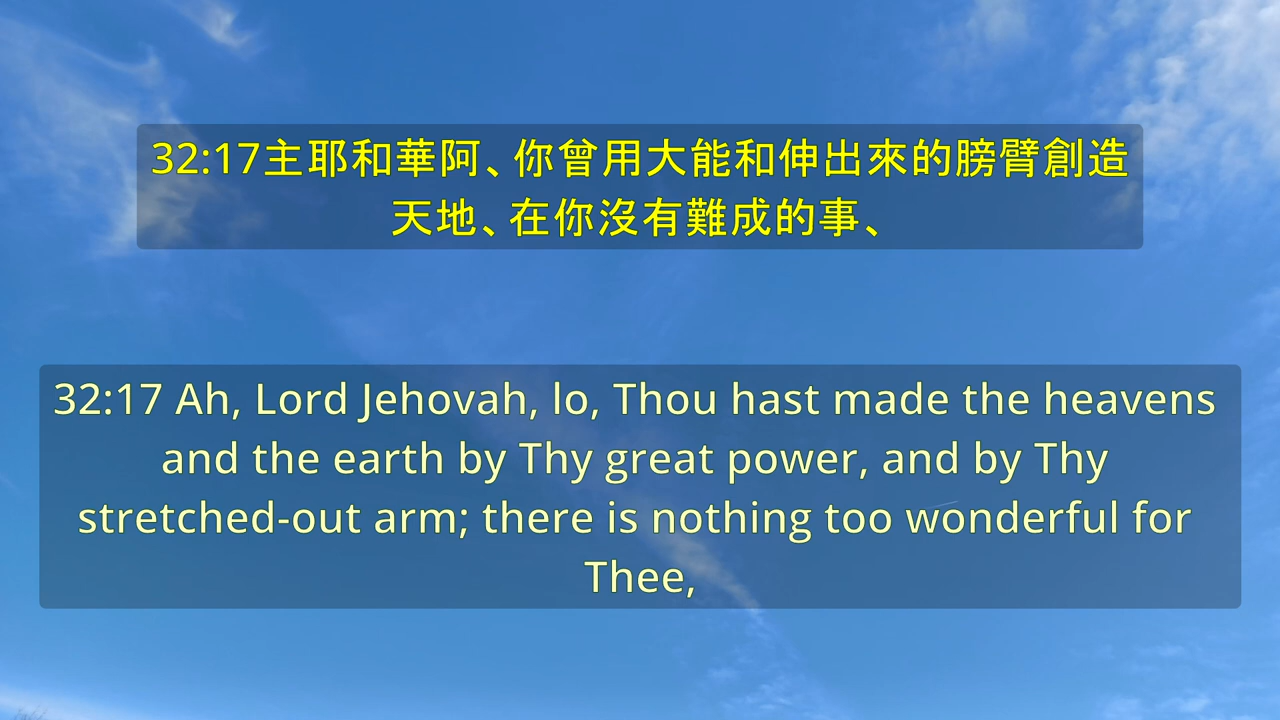 32:17主耶和華阿、你曾用大能和伸出來的膀臂創造
天地、在你沒有難成的事、
32:17 Ah, Lord Jehovah, lo, Thou hast made the heavens
and the earth by Thy great power, and by Thy
stretched-out arm; there is nothing too wonderful for
Thee,